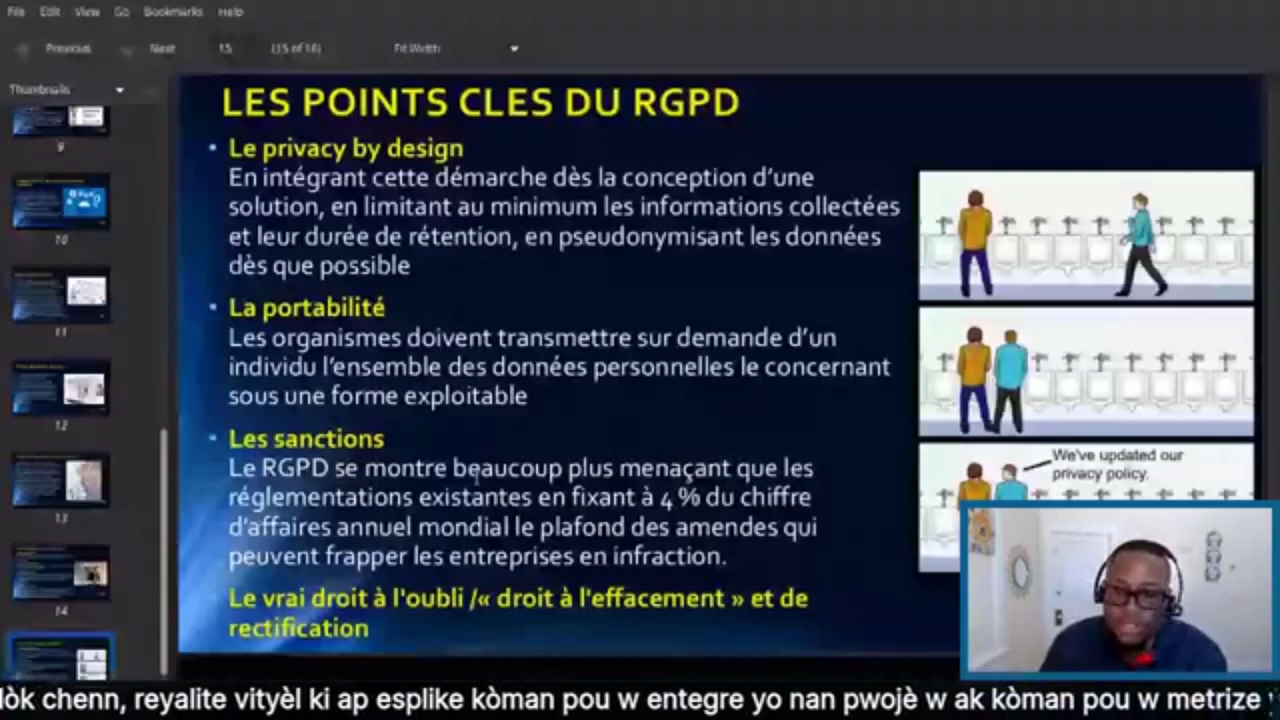 File Edit View Go Bookmarks Help
Previous Next 15 (15 of 16) Fit Width
Thumbnails
9
10
11
12
13
14
LES POINTS CLES DU RGPD
Le privacy by design
En intégrant cette démarche dès la conception d'une
solution, en limitant au minimum les informations collectées
et leur durée de rétention, en pseudonymisant les données
dès que possible
La portabilité
Les organismes doivent transmettre sur demande d'un
individu l'ensemble des données personnelles le concernant
sous une forme exploitable
Les sanctions
Le RGPD se montre beaucoup plus menaçant que les
réglementations existantes en fixant à 4 % du chiffre
d'affaires annuel mondial le plafond des amendes qui
peuvent frapper les entreprises en infraction.
Le vrai droit à l'oubli /« droit à l'effacement » et de
rectification
We've updated our
privacy policy.
chenn, reyalite vityèl ki ap esplike kòman pou w entegre yo nan pwojè w ak kòman pou w metrize